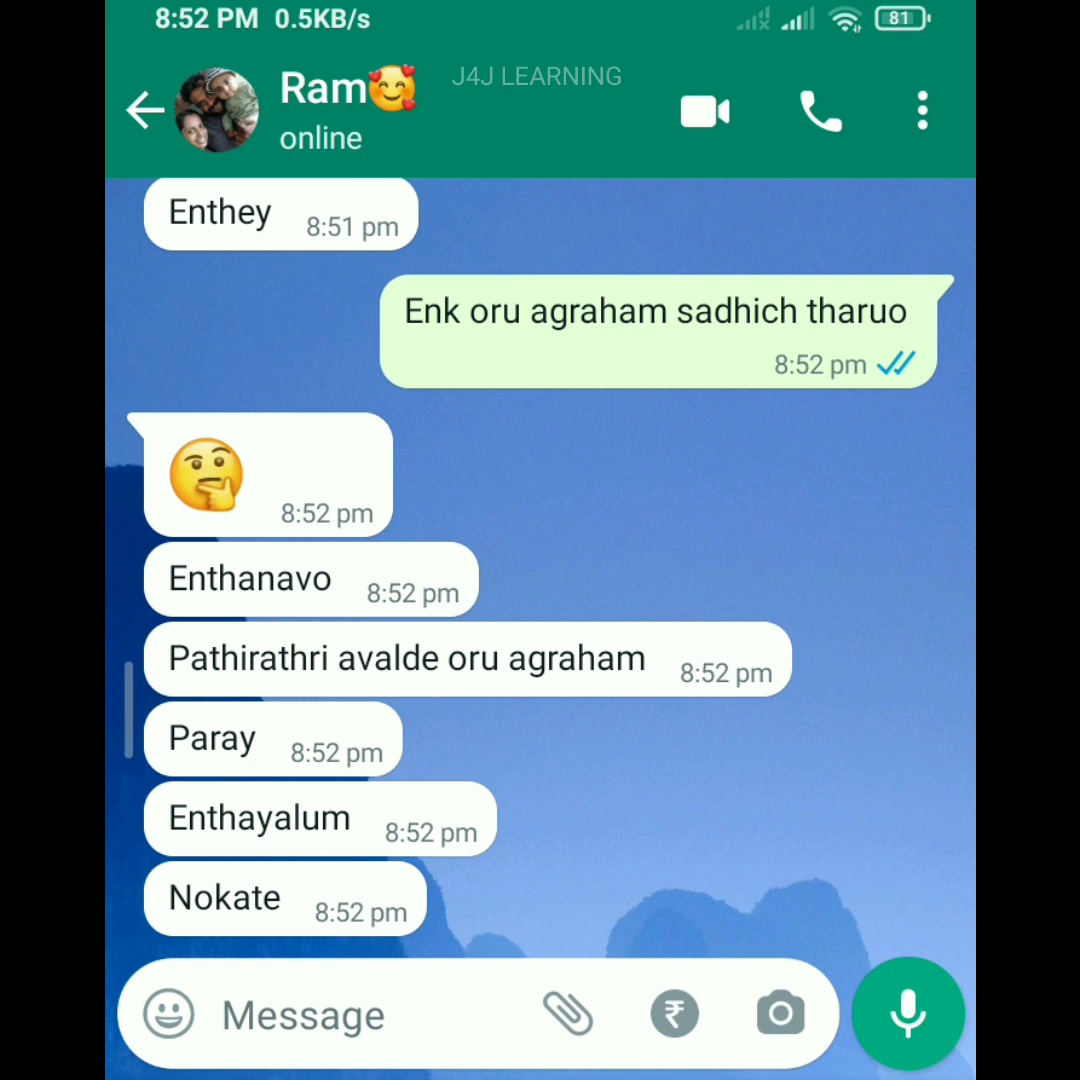 8:52 PM 0.5KB/s 81
Ram🥰 J4J LEARNING
online
Enthey 8:51 pm
Enk oru agraham sadhich tharuo
8:52 pm
🤔 8:52 pm
Enthanavo 8:52 pm
Pathirathri avalde oru agraham 8:52 pm
Paray 8:52 pm
Enthayalum 8:52 pm
Nokate 8:52 pm
Message ₹